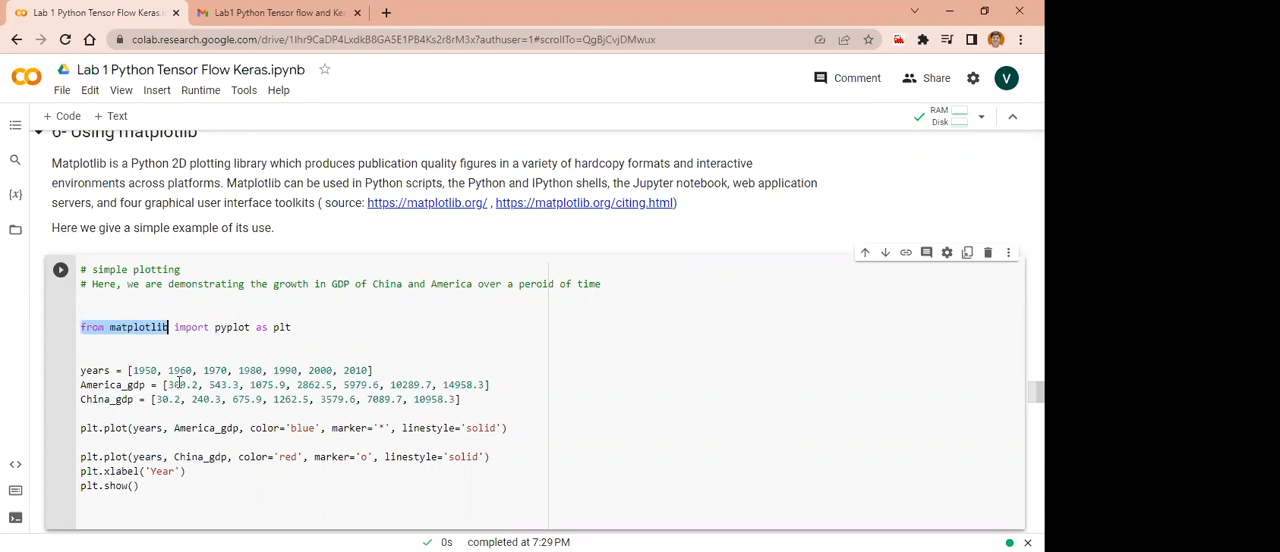 Lab 1 Python Tensor Flow Keras.i
Lab1 Python Tensor flow and Ker
colab.research.google.com/drive/1lhr9CaDP4LxdkB8GA5E1PB4Ks2r8rM3x?authuser=1#scrollTo=QgBjCvjDMwux
Lab 1 Python Tensor Flow Keras.ipynb
Comment
Share
V
File Edit View Insert Runtime Tools Help
+ Code + Text
RAM
Disk
6- Using matplotlib
Matplotlib is a Python 2D plotting library which produces publication quality figures in a variety of hardcopy formats and interactive
environments across platforms. Matplotlib can be used in Python scripts, the Python and IPython shells, the Jupyter notebook, web application
servers, and four graphical user interface toolkits ( source: https://matplotlib.org/ , https://matplotlib.org/citing.html)
Here we give a simple example of its use.
# simple plotting
# Here, we are demonstrating the growth in GDP of China and America over a peroid of time
from matplotlib import pyplot as plt
years = [1950, 1960, 1970, 1980, 1990, 2000, 2010]
America_gdp = [300.2, 543.3, 1075.9, 2862.5, 5979.6, 10289.7, 14958.3]
China_gdp = [30.2, 240.3, 675.9, 1262.5, 3579.6, 7089.7, 10958.3]
plt.plot(years, America_gdp, color='blue', marker='*', linestyle='solid')
plt.plot(years, China_gdp, color='red', marker='o', linestyle='solid')
plt.xlabel('Year')
plt.show()
0s completed at 7:29 PM